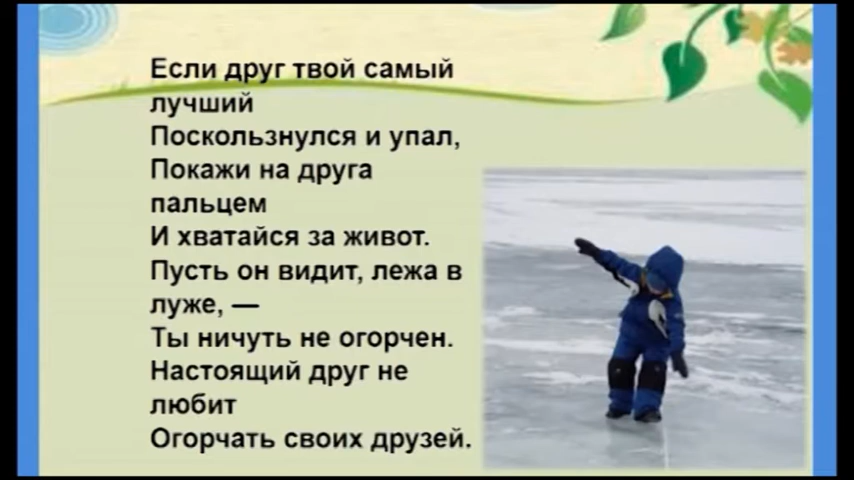 Если друг твой самый
лучший
Поскользнулся и упал,
Покажи на друга
пальцем
И хватайся за живот.
Пусть он видит, лежа в
луже, —
Ты ничуть не огорчен.
Настоящий друг не
любит
Огорчать своих друзей.